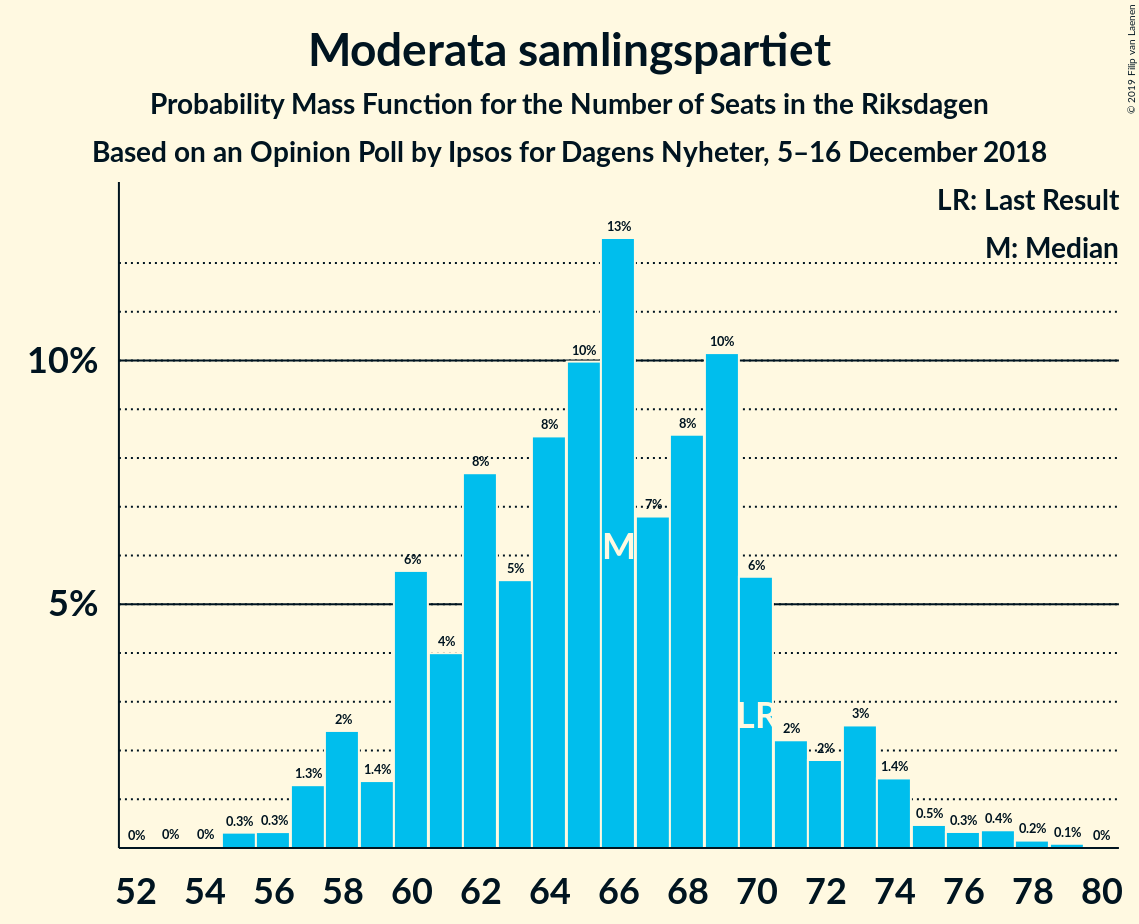 Moderata samlingspartiet
Probability Mass Function for the Number of Seats in the Riksdagen
Based on an Opinion Poll by Ipsos for Dagens Nyheter, 5–16 December 2018
© 2019 Filip van Laenen
LR: Last Result
M: Median
10%
5%
0% 0% 0% 0.3% 0.3% 1.3% 2% 1.4% 6% 4% 8% 5% 8% 10% 13% 7% 8% 10% 6% 2% 2% 3% 1.4% 0.5% 0.3% 0.4% 0.2% 0.1% 0%
M
LR
52 54 56 58 60 62 64 66 68 70 72 74 76 78 80